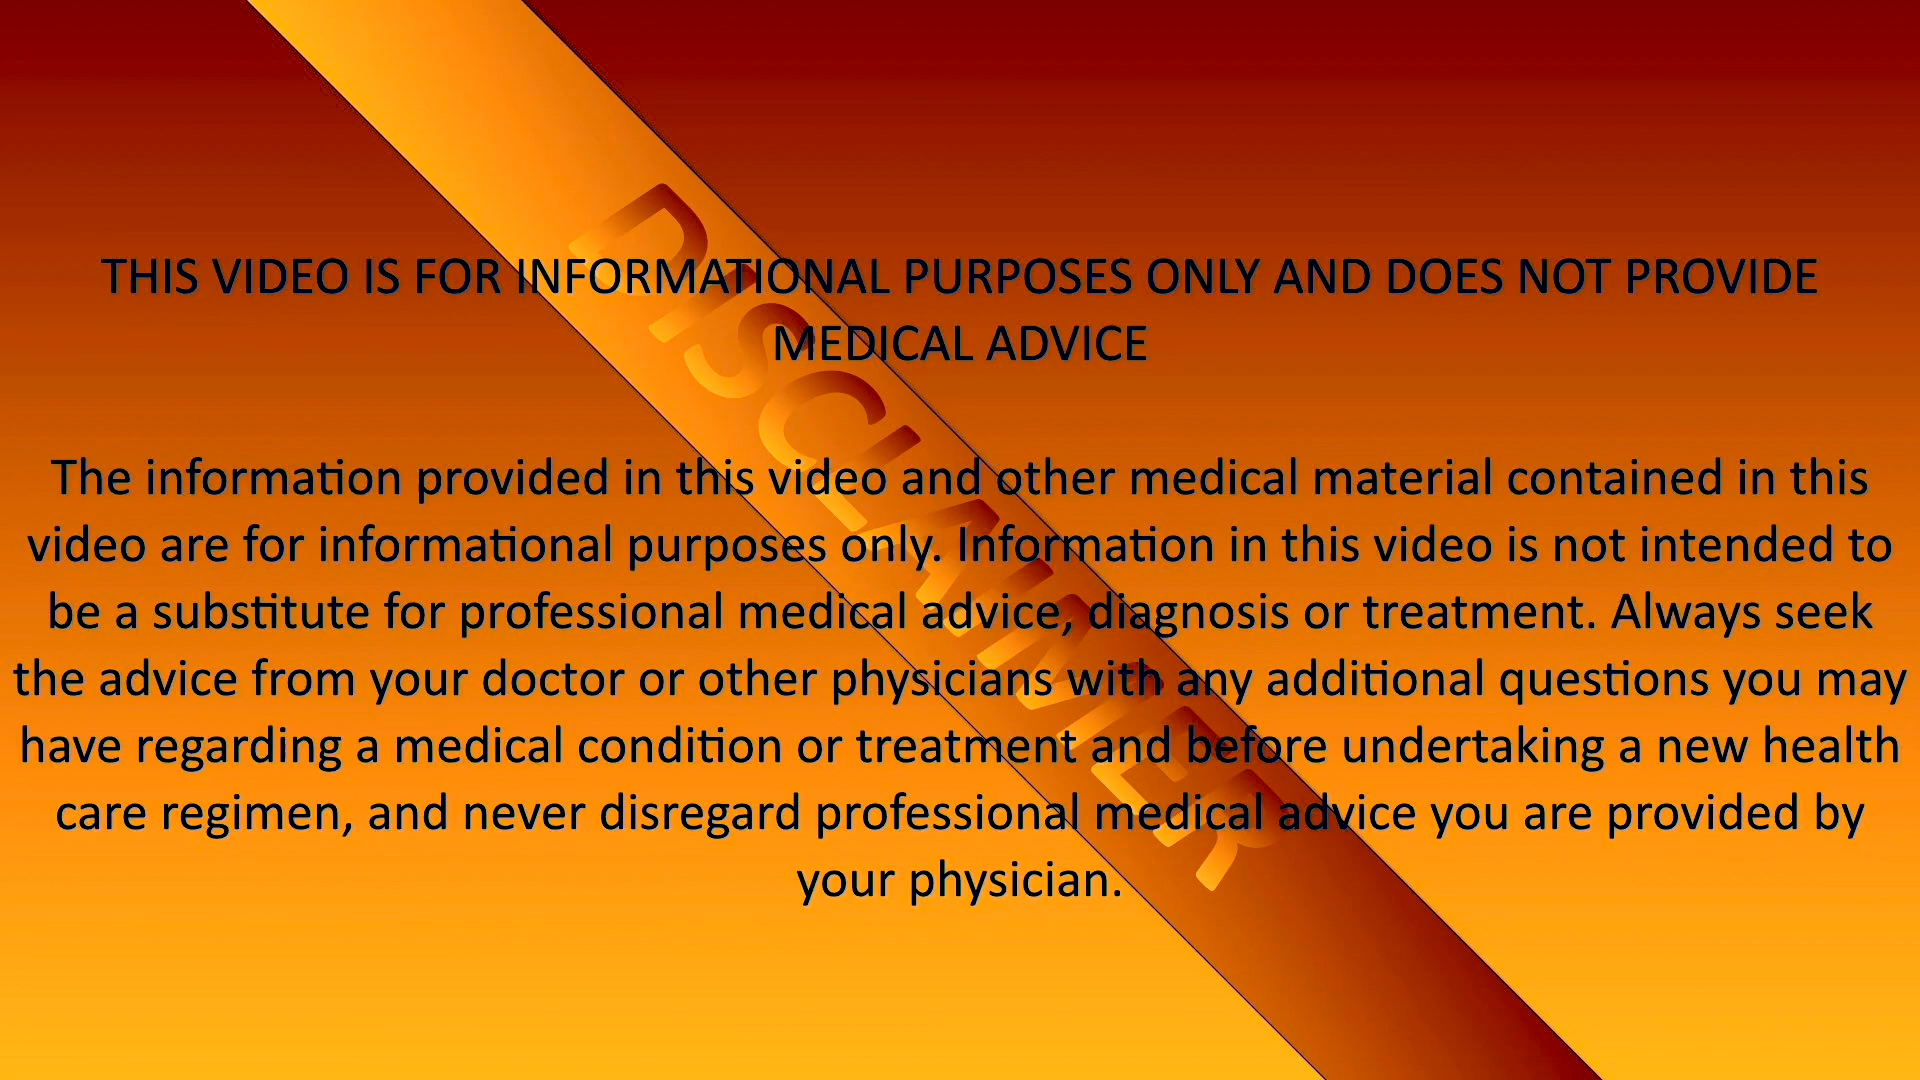 THIS VIDEO IS FOR INFORMATIONAL PURPOSES ONLY AND DOES NOT PROVIDE
MEDICAL ADVICE
DISCLAIMER
The information provided in this video and other medical material contained in this
video are for informational purposes only. Information in this video is not intended to
be a substitute for professional medical advice, diagnosis or treatment. Always seek
the advice from your doctor or other physicians with any additional questions you may
have regarding a medical condition or treatment and before undertaking a new health
care regimen, and never disregard professional medical advice you are provided by
your physician.